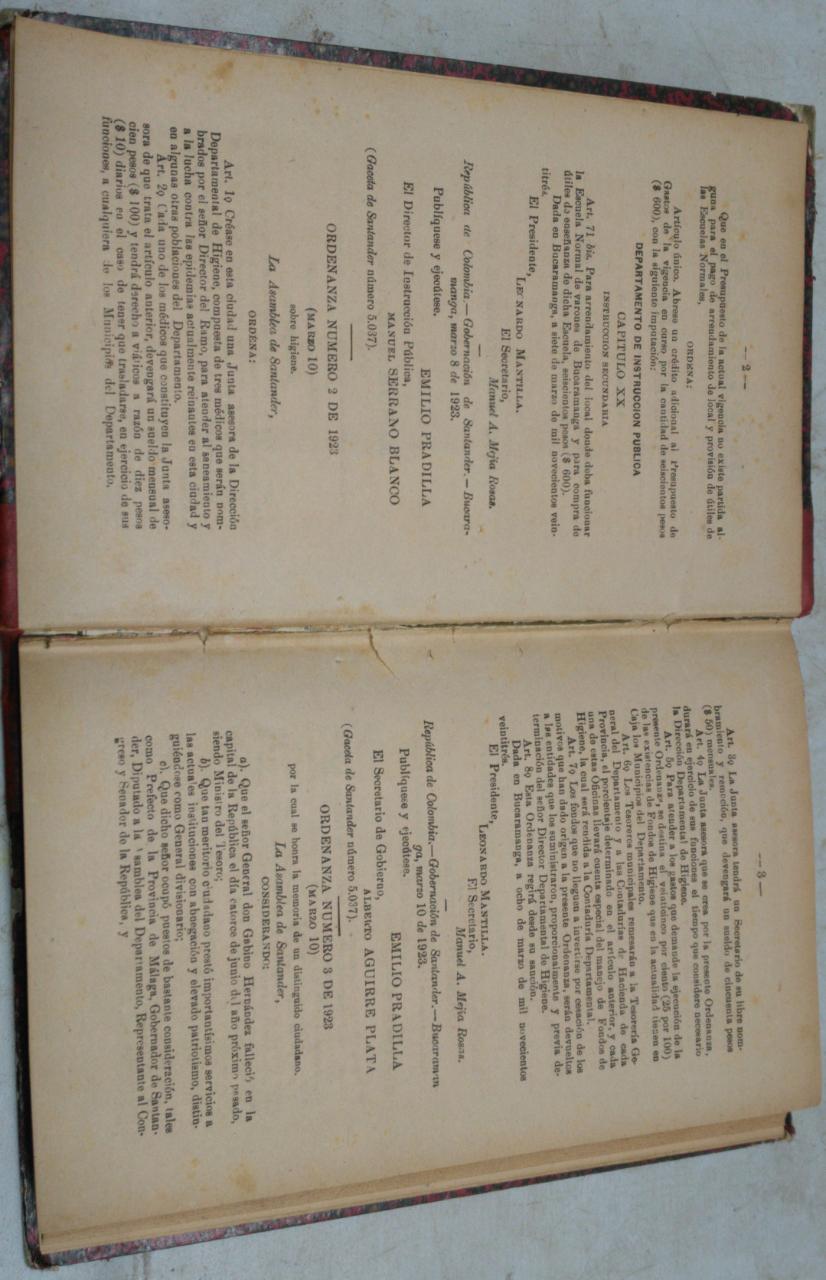 — 2 —
Que en el Presupuesto de la actual vigencia no existe partida al-
guna para el pago de arrendamiento de local y provisión de útiles de
las Escuelas Normales,
ORDENA:
Artículo único. Abrese un crédito adicional al Presupuesto de
Gastos de la vigencia en curso por la cantidad de seiscientos pesos
($ 600), con la siguiente imputación:
DEPARTAMENTO DE INSTRUCCION PUBLICA
CAPITULO XX
INSTRUCCION SECUNDARIA
Art. 71 bis. Para arrendamiento del local donde deba funcionar
la Escuela Normal de varones de Bucaramanga y para compra de
útiles de enseñanza de dicha Escuela, seiscientos pesos ($ 600).
Dada en Bucaramanga, a siete de marzo de mil novecientos vein-
titrés.
El Presidente,
LEONARDO MANTILLA.
El Secretario,
Manuel A. Mejía Rosas.
República de Colombia.—Gobernación de Santander.—Bucara-
manga, marzo 8 de 1923.
Publíquese y ejecútese.
EMILIO PRADILLA
El Director de Instrucción Pública,
MANUEL SERRANO BLANCO
(Gaceta de Santander número 5.037).
ORDENANZA NUMERO 2 DE 1923
(MARZO 10)
sobre higiene.
La Asamblea de Santander,
ORDENA:
Art. 1º Créase en esta ciudad una Junta asesora de la Dirección
Departamental de Higiene, compuesta de tres médicos que serán nom-
brados por el señor Director del Ramo, para atender al saneamiento y
a la lucha contra las epidemias actualmente reinantes en esta ciudad y
en algunas otras poblaciones del Departamento.
Art. 2º Cada uno de los médicos que constituyen la Junta aseso-
sora de que trata el artículo anterior, devengará un sueldo mensual de
cien pesos ($ 100) y tendrá derecho a viáticos a razón de diez pesos
($ 10) diarios en el caso de tener que trasladarse, en ejercicio de sus
funciones, a cualquiera de los Municipios del Departamento.
— 3 —
Art. 3º La Junta asesora tendrá un Secretario de su libre nom-
bramiento y remoción, que devengará un sueldo de cincuenta pesos
($ 50) mensuales.
Art. 4º La Junta asesora que se crea por la presente Ordenanza,
durará en ejercicio de sus funciones el tiempo que considere necesario
la Dirección Departamental de Higiene.
Art. 5º Para atender a los gastos que demande la ejecución de la
presente Ordenanza, se destina el veinticinco por ciento (25 por 100)
de las existencias de Fondos de Higiene que en la actualidad tienen en
Caja los Municipios del Departamento.
Art. 6º Los Tesoreros municipales remesarán a la Tesorería Ge-
neral del Departamento y a las Contadurías de Hacienda de cada
Provincia, el porcentaje determinado en el artículo anterior, y cada
una de estas Oficinas llevará cuenta especial del manejo de Fondos de
Higiene, la cual será rendida a la Contaduría Departamental.
Art. 7º Los fondos que no lleguen a invertirse por cesación de los
motivos que han dado origen a la presente Ordenanza, serán devueltos
a las entidades que los suministraron, proporcionalmente y previa de-
terminación del señor Director Departamental de Higiene.
Art. 8º Esta Ordenanza regirá desde su sanción.
Dada en Bucaramanga, a ocho de marzo de mil novecientos
veintitrés.
El Presidente,
LEONARDO MANTILLA.
El Secretario,
Manuel A. Mejía Rosas.
República de Colombia.—Gobernación de Santander.—Bucaraman
ga, marzo 10 de 1923.
Publíquese y ejecútese.
EMILIO PRADILLA
El Secretario de Gobierno,
ALBERTO AGUIRRE PLATA
(Gaceta de Santander número 5.037).
ORDENANZA NUMERO 3 DE 1923
(MARZO 10)
por la cual se honra la memoria de un distinguido ciudadano.
La Asamblea de Santander,
CONSIDERANDO:
a). Que el señor General don Gabino Hernández falleció en la
capital de la República el día catorce de junio del año próximo pasado,
siendo Ministro del Tesoro;
b) Que tan meritorio ciudadano prestó importantísimos servicios a
las actuales instituciones con abnegación y elevado patriotismo, distin-
guiéndose como General divisionario;
c). Que dicho señor ocupó puestos de bastante consideración, tales
como Prefecto de la Provincia de Málaga, Gobernador de Santan-
der, Diputado a la Asamblea del Departamento, Representante al Con-
greso y Senador de la República, y